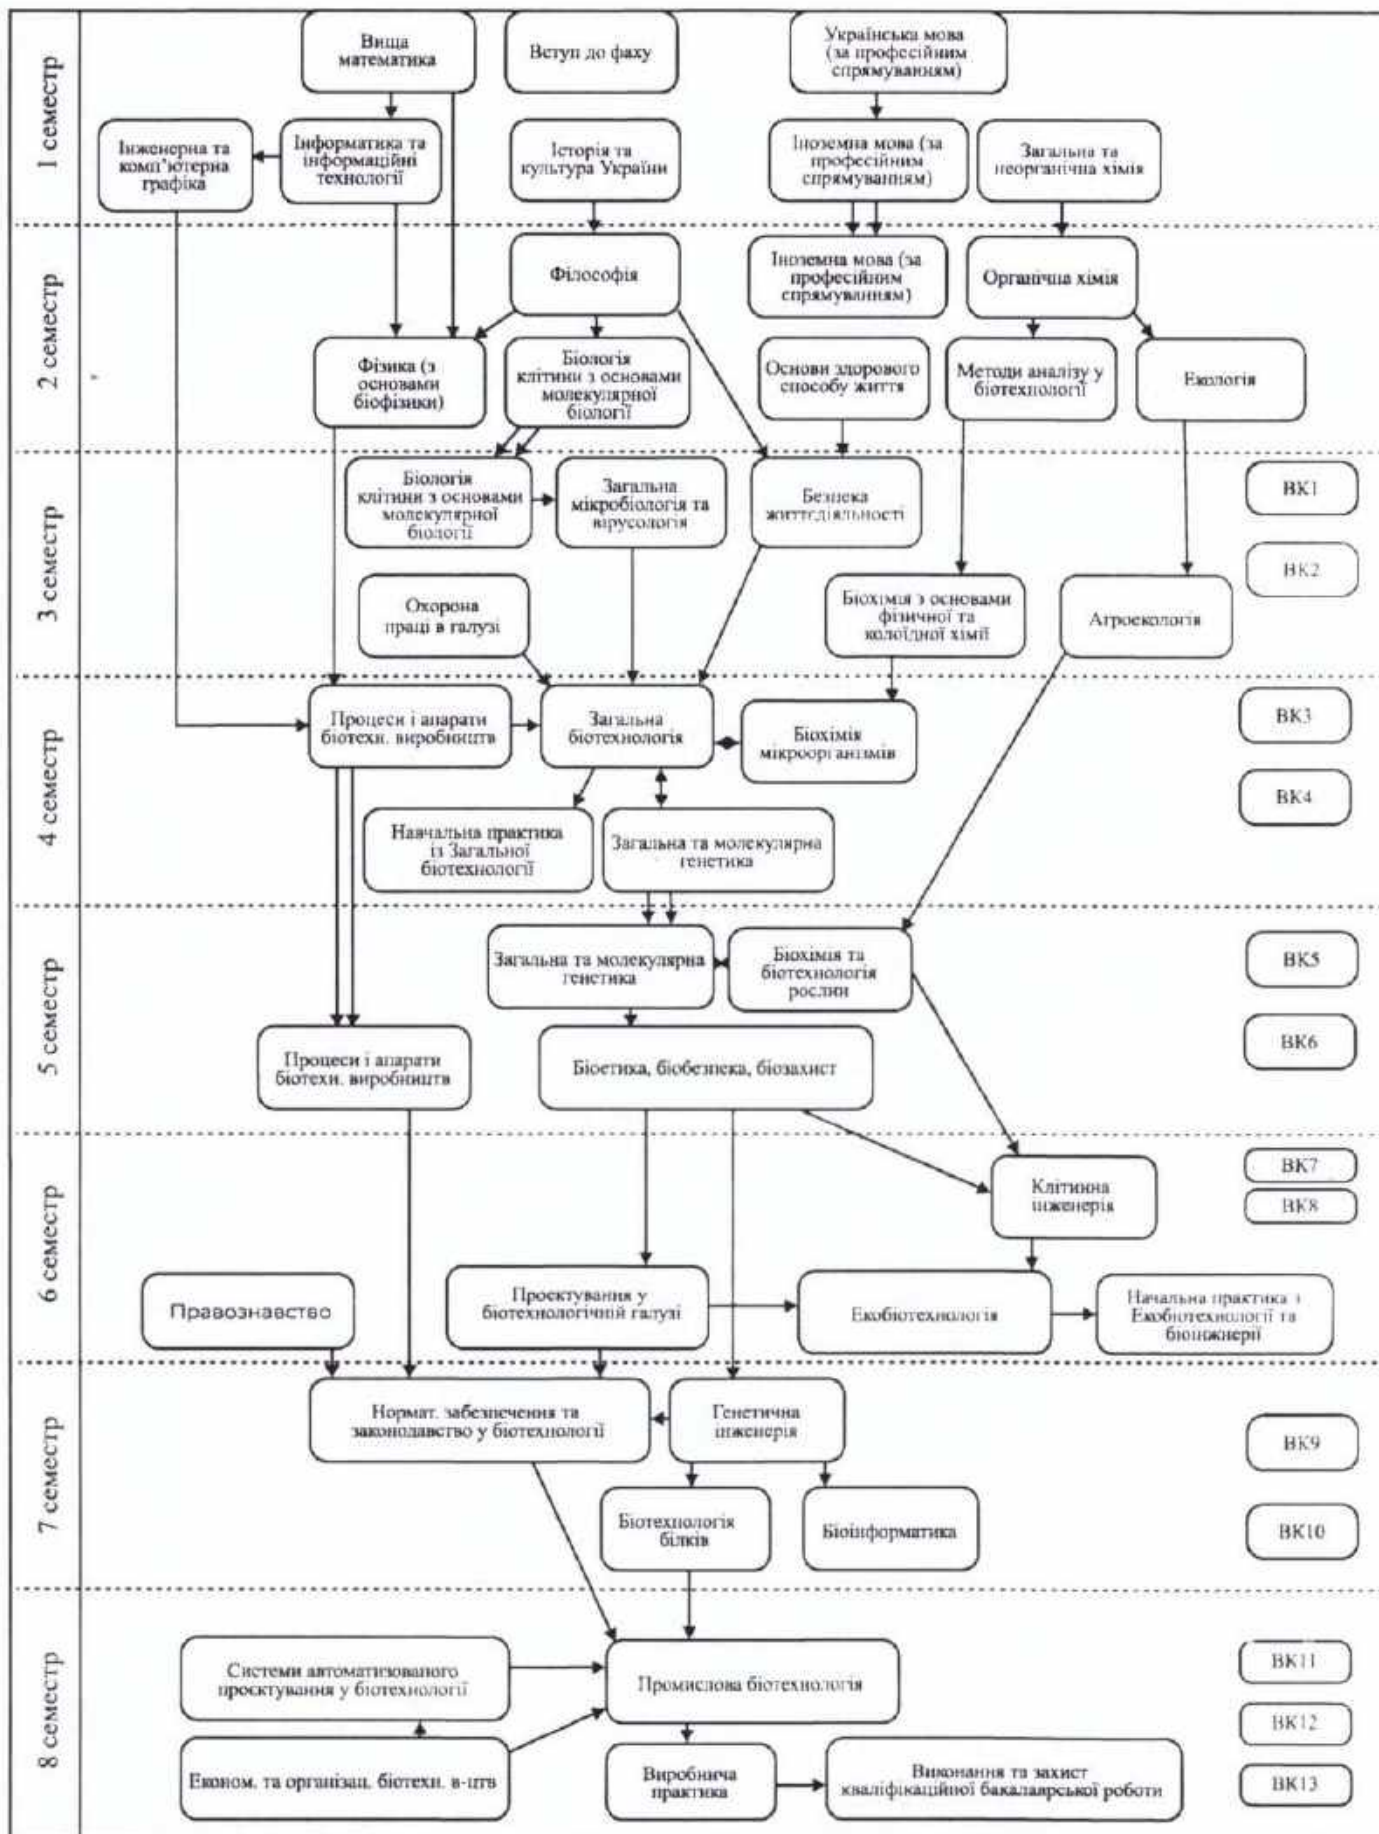 1 семестр
Вища
математика
Вступ до фаху
Українська мова
(за професійним
спрямуванням)
Інженерна та
комп'ютерна
графіка
Інформатика та
інформаційні
технології
Історія та
культура України
Іноземна мова (за
професійним
спрямуванням)
Загальна та
неорганічна хімія
2 семестр
Філософія
Іноземна мова (за
професійним
спрямуванням)
Органічна хімія
Фізика (з
основами
біофізики)
Біологія
клітини з основами
молекулярної
біології
Основи здорового
способу життя
Методи аналізу у
біотехнології
Екологія
3 семестр
Біологія
клітини з основами
молекулярної
біології
Загальна
мікробіологія та
вірусологія
Безпека
життєдіяльності
ВК1
ВК2
Охорона
праці в галузі
Біохімія з основами
фізичної та
колоїдної хімії
Агроекологія
4 семестр
Процеси і апарати
біотехн. виробництв
Загальна
біотехнологія
Біохімія
мікроорганізмів
ВК3
ВК4
Навчальна практика
із Загальної
біотехнології
Загальна та молекулярна
генетика
5 семестр
Загальна та молекулярна
генетика
Біохімія та
біотехнологія
рослин
ВК5
ВК6
Процеси і апарати
біотехн. виробництв
Біоетика, біобезпека, біозахист
6 семестр
Клітинна
інженерія
ВК7
ВК8
Правознавство
Проєктування у
біотехнологічній галузі
Екобіотехнологія
Начальна практика з
Екобіотехнології та
біоінженерії
7 семестр
Нормат. забезпечення та
законодавство у біотехнології
Генетична
інженерія
ВК9
Біотехнологія
білків
Біоінформатика
ВК10
8 семестр
Системи автоматизованого
проєктування у біотехнології
Промислова біотехнологія
ВК11
ВК12
Економ. та організац. біотехн. в-цтв
Виробнича
практика
Виконання та захист
кваліфікаційної бакалаврської роботи
ВК13